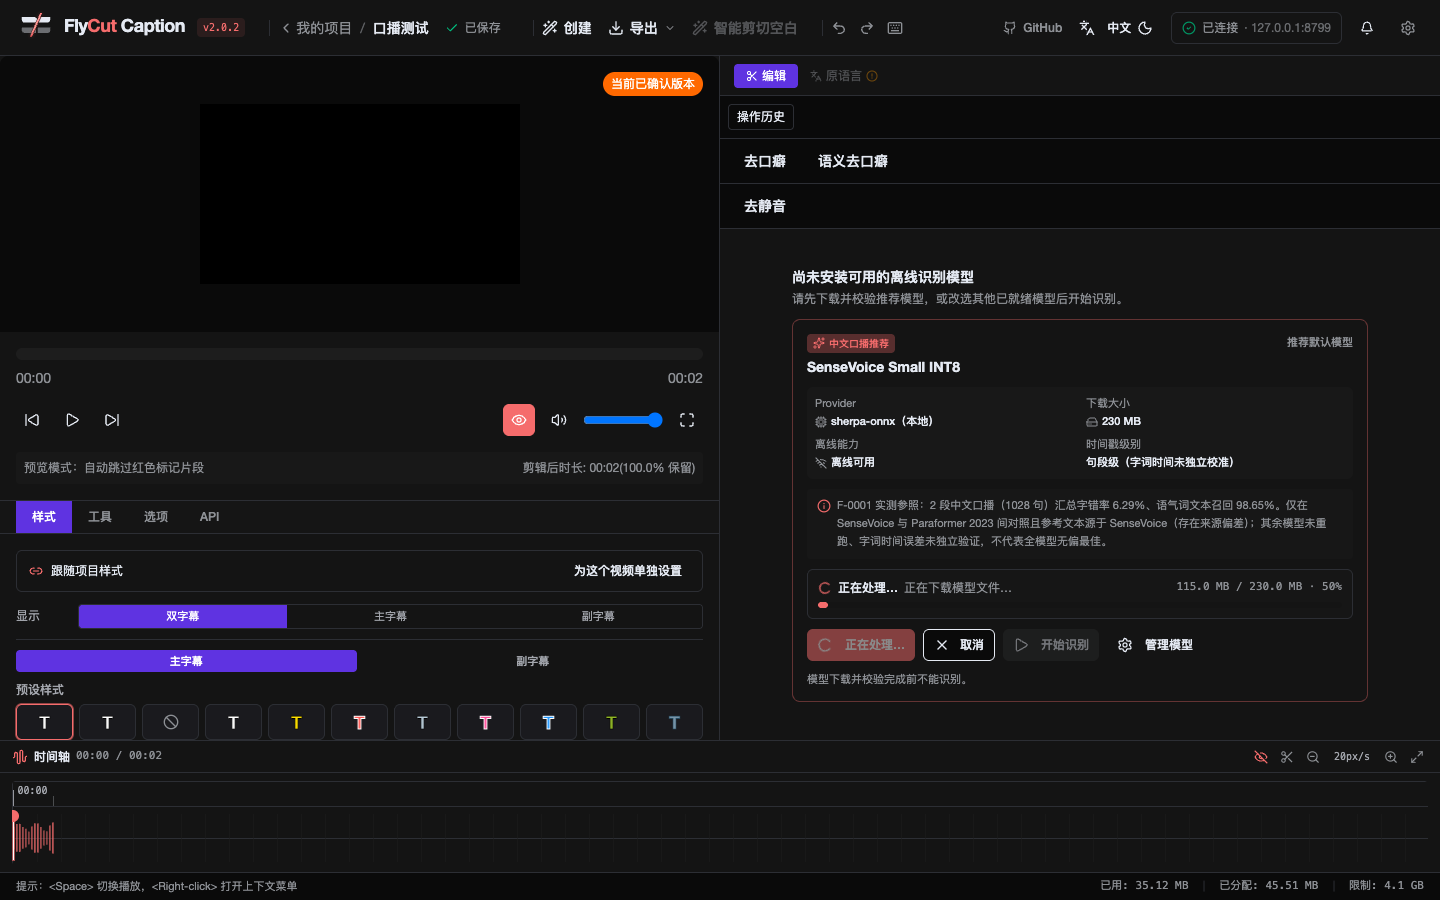 FlyCut Caption v2.0.2 我的项目 / 口播测试 已保存 创建 导出 智能剪切空白 GitHub 中文 已连接 · 127.0.0.1:8799
当前已确认版本
00:00 00:02
预览模式：自动跳过红色标记片段 剪辑后时长: 00:02(100.0% 保留)
样式 工具 选项 API
跟随项目样式 为这个视频单独设置
显示 双字幕 主字幕 副字幕
主字幕 副字幕
预设样式
T T T T T T T T T T
编辑 原语言
操作历史
去口癖 语义去口癖
去静音
尚未安装可用的离线识别模型
请先下载并校验推荐模型，或改选其他已就绪模型后开始识别。
中文口播推荐 推荐默认模型
SenseVoice Small INT8
Provider 下载大小
sherpa-onnx（本地） 230 MB
离线能力 时间戳级别
离线可用 句段级（字词时间未独立校准）
F-0001 实测参照：2 段中文口播（1028 句）汇总字错率 6.29%、语气词文本召回 98.65%。仅在
SenseVoice 与 Paraformer 2023 间对照且参考文本源于 SenseVoice（存在来源偏差）；其余模型未重
跑、字词时间误差未独立验证，不代表全模型无偏最佳。
正在处理... 正在下载模型文件... 115.0 MB / 230.0 MB · 50%
正在处理... 取消 开始识别 管理模型
模型下载并校验完成前不能识别。
时间轴 00:00 / 00:02 20px/s
00:00
提示：<Space> 切换播放，<Right-click> 打开上下文菜单 已用: 35.12 MB 已分配: 45.51 MB 限制: 4.1 GB